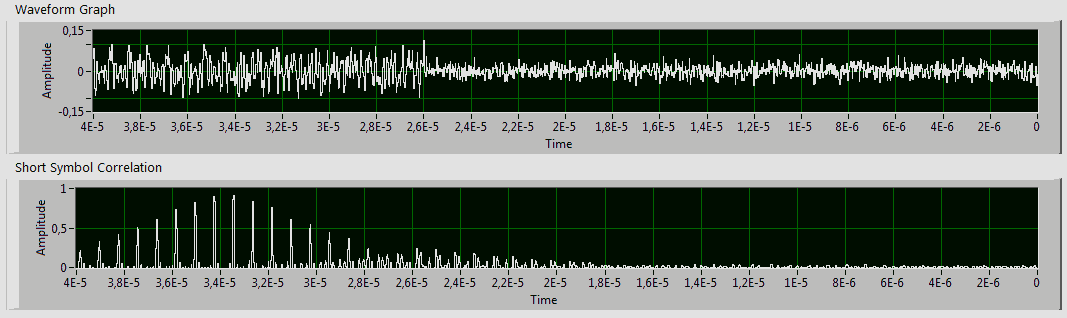 Waveform Graph
0,15
0
-0,15
Amplitude
4E-5 3,8E-5 3,6E-5 3,4E-5 3,2E-5 3E-5 2,8E-5 2,6E-5 2,4E-5 2,2E-5 2E-5 1,8E-5 1,6E-5 1,4E-5 1,2E-5 1E-5 8E-6 6E-6 4E-6 2E-6 0
Time
Short Symbol Correlation
1
0,5
0
Amplitude
4E-5 3,8E-5 3,6E-5 3,4E-5 3,2E-5 3E-5 2,8E-5 2,6E-5 2,4E-5 2,2E-5 2E-5 1,8E-5 1,6E-5 1,4E-5 1,2E-5 1E-5 8E-6 6E-6 4E-6 2E-6 0
Time